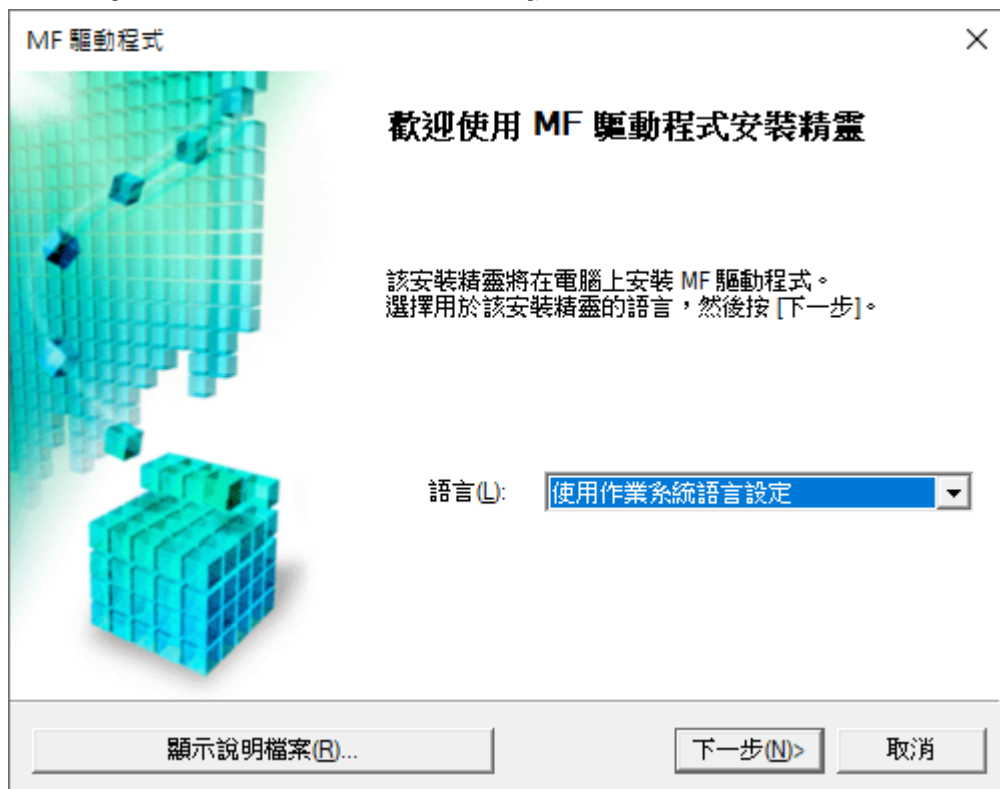 MF 驅動程式
歡迎使用 MF 驅動程式安裝精靈
該安裝精靈將在電腦上安裝 MF 驅動程式。
選擇用於該安裝精靈的語言，然後按 [下一步]。
語言(L): 使用作業系統語言設定
顯示說明檔案(R)... 下一步(N)> 取消